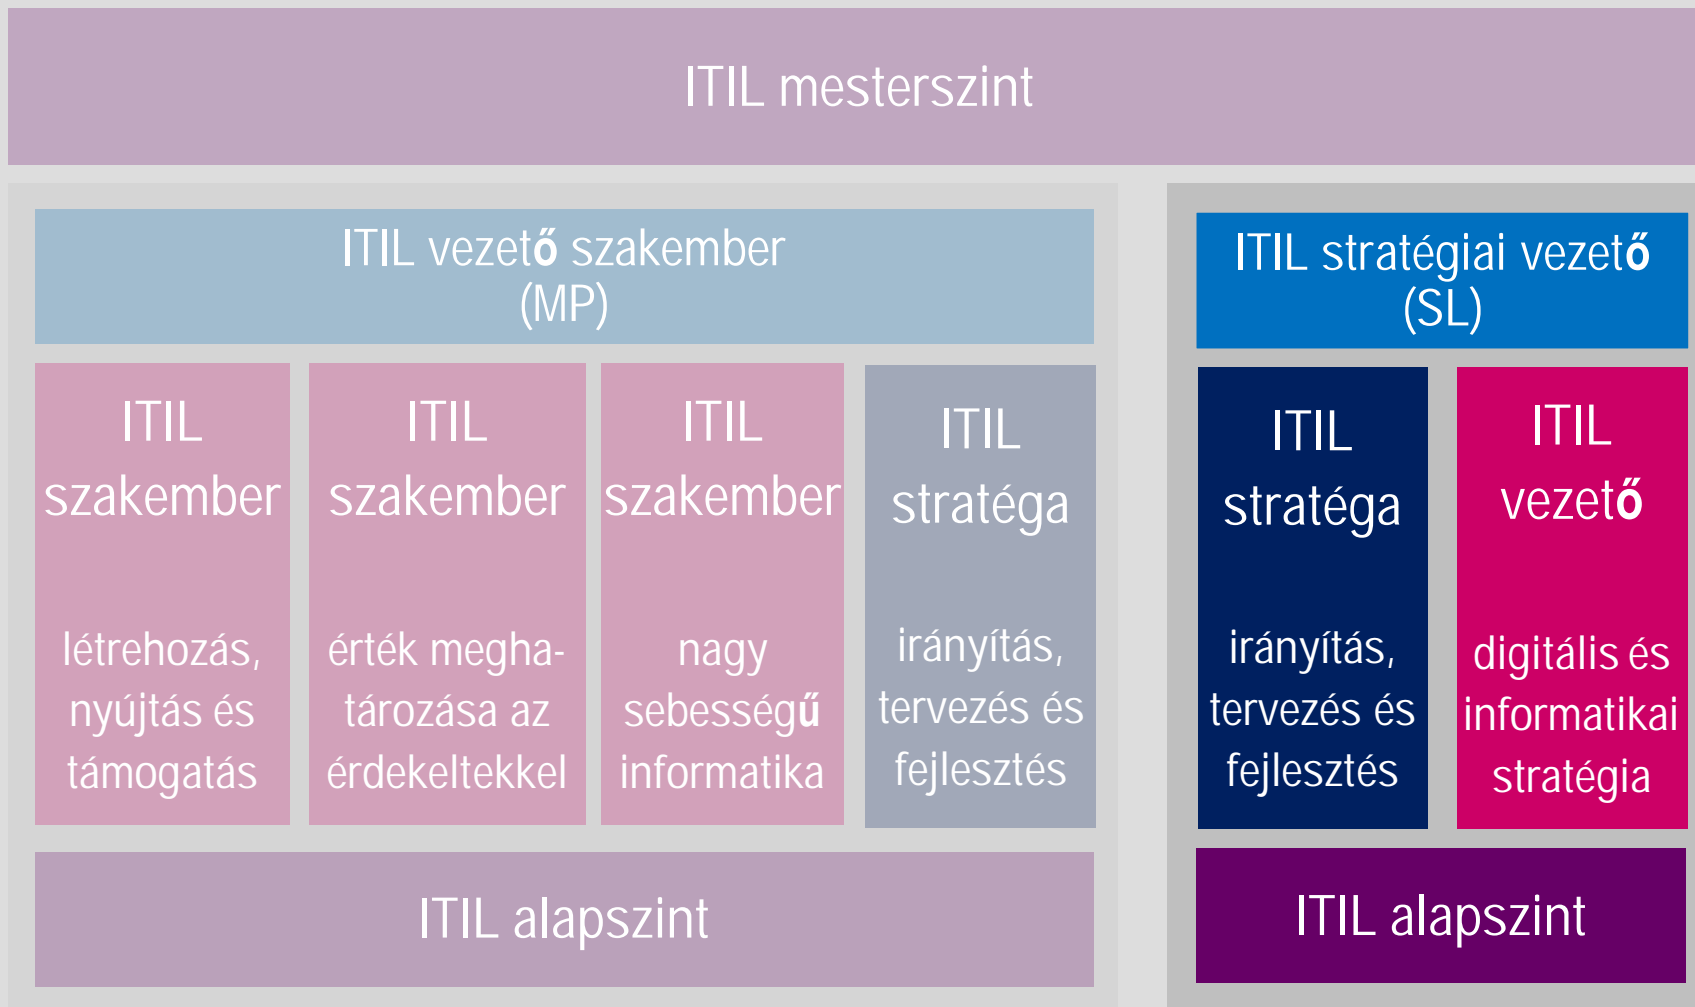 ITIL mesterszint
ITIL vezető szakember
(MP)
ITIL
szakember
létrehozás,
nyújtás és
támogatás
ITIL
szakember
érték megha-
tározása az
érdekeltekkel
ITIL
szakember
nagy
sebességű
informatika
ITIL
stratéga
irányítás,
tervezés és
fejlesztés
ITIL alapszint
ITIL stratégiai vezető
(SL)
ITIL
stratéga
irányítás,
tervezés és
fejlesztés
ITIL
vezető
digitális és
informatikai
stratégia
ITIL alapszint